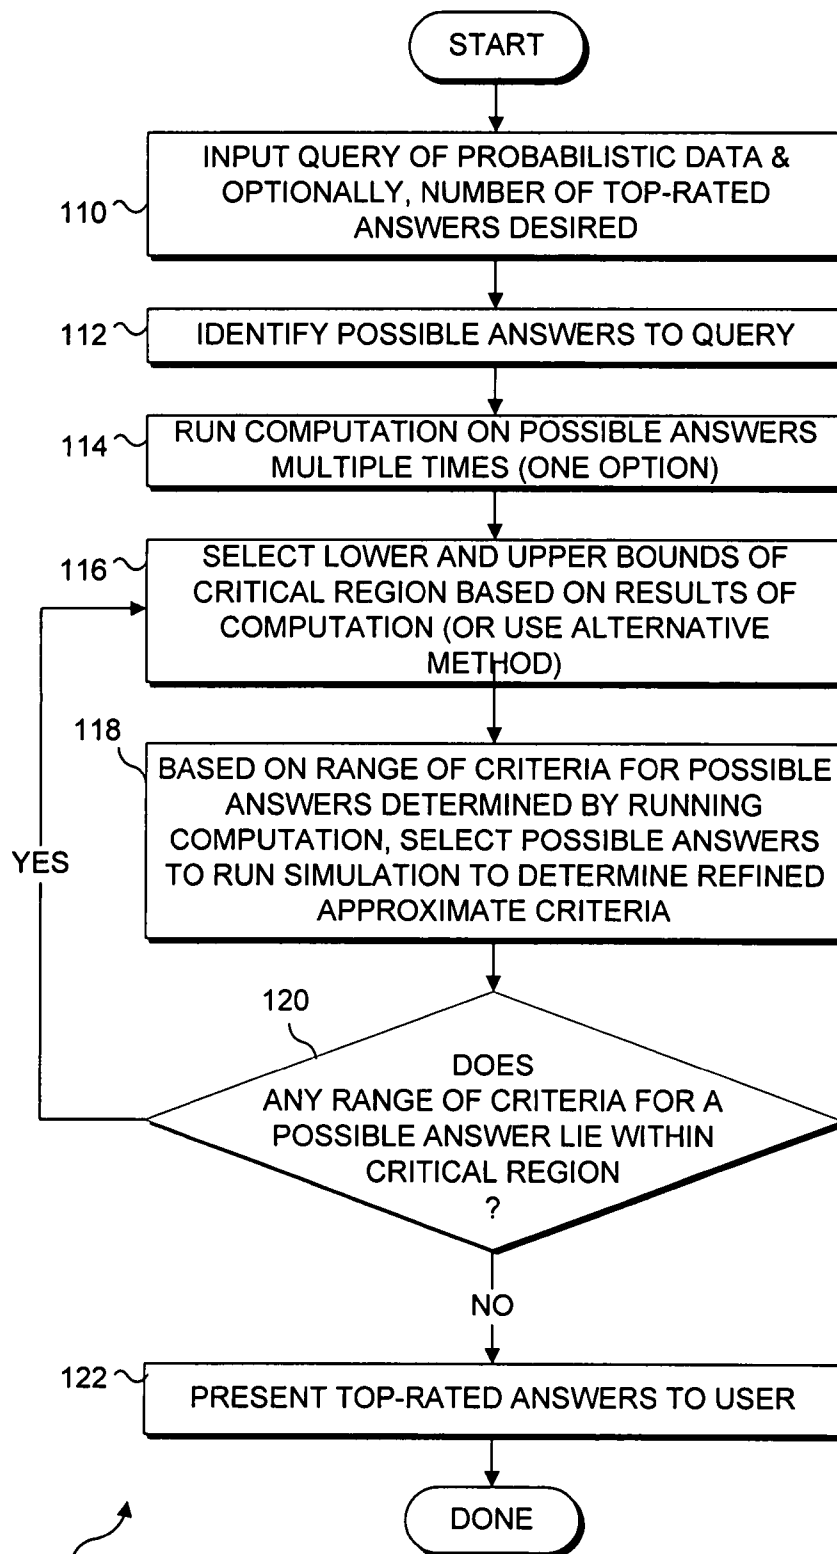 START
INPUT QUERY OF PROBABILISTIC DATA &
OPTIONALLY, NUMBER OF TOP-RATED
ANSWERS DESIRED
110
112
IDENTIFY POSSIBLE ANSWERS TO QUERY
114
RUN COMPUTATION ON POSSIBLE ANSWERS
MULTIPLE TIMES (ONE OPTION)
116
SELECT LOWER AND UPPER BOUNDS OF
CRITICAL REGION BASED ON RESULTS OF
COMPUTATION (OR USE ALTERNATIVE
METHOD)
118
BASED ON RANGE OF CRITERIA FOR POSSIBLE
ANSWERS DETERMINED BY RUNNING
COMPUTATION, SELECT POSSIBLE ANSWERS
TO RUN SIMULATION TO DETERMINE REFINED
APPROXIMATE CRITERIA
YES
120
DOES
ANY RANGE OF CRITERIA FOR A
POSSIBLE ANSWER LIE WITHIN
CRITICAL REGION
?
NO
122
PRESENT TOP-RATED ANSWERS TO USER
DONE